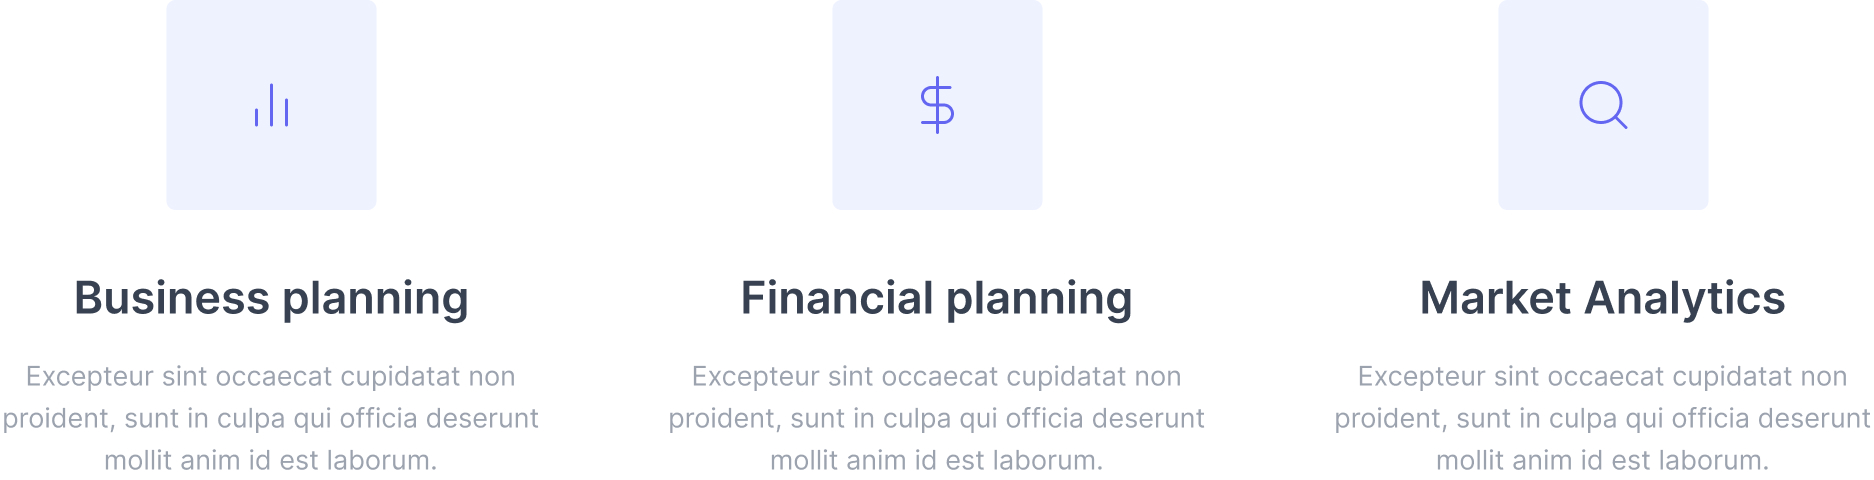 Business planning
Excepteur sint occaecat cupidatat non
proident, sunt in culpa qui officia deserunt
mollit anim id est laborum.
Financial planning
Excepteur sint occaecat cupidatat non
proident, sunt in culpa qui officia deserunt
mollit anim id est laborum.
Market Analytics
Excepteur sint occaecat cupidatat non
proident, sunt in culpa qui officia deserunt
mollit anim id est laborum.